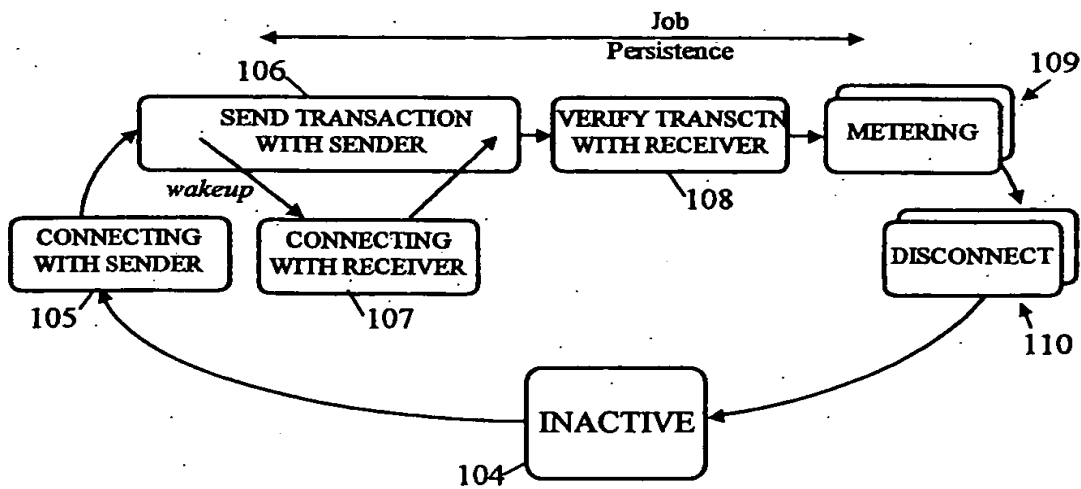 Job
Persistence
106
109
SEND TRANSACTION
WITH SENDER
VERIFY TRANSCTN
WITH RECEIVER
METERING
wakeup
108
CONNECTING
WITH SENDER
CONNECTING
WITH RECEIVER
DISCONNECT
105
107
110
INACTIVE
104